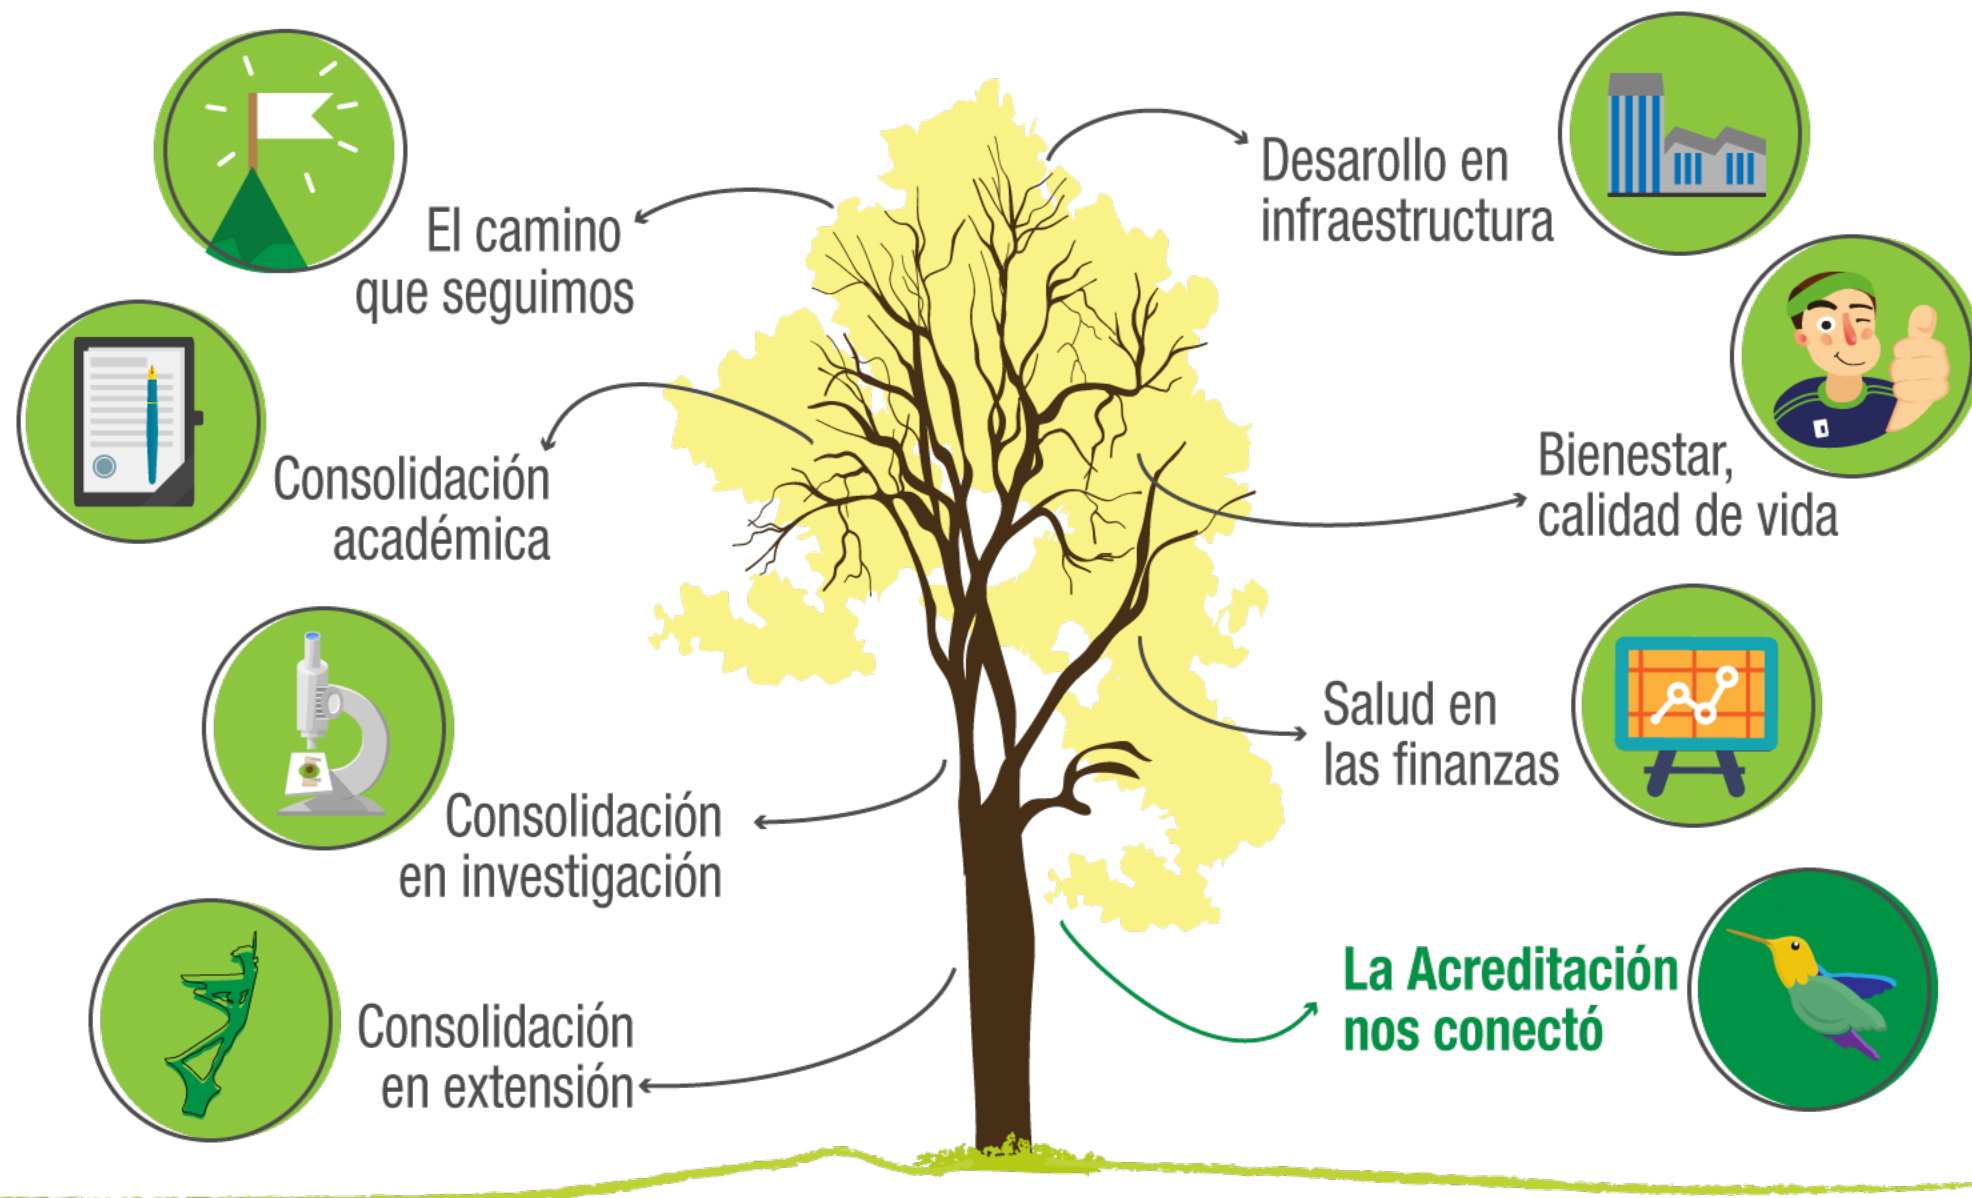 El camino
que seguimos
Consolidación
académica
Consolidación
en investigación
Consolidación
en extensión
Desarollo en
infraestructura
Bienestar,
calidad de vida
Salud en
las finanzas
La Acreditación
nos conectó